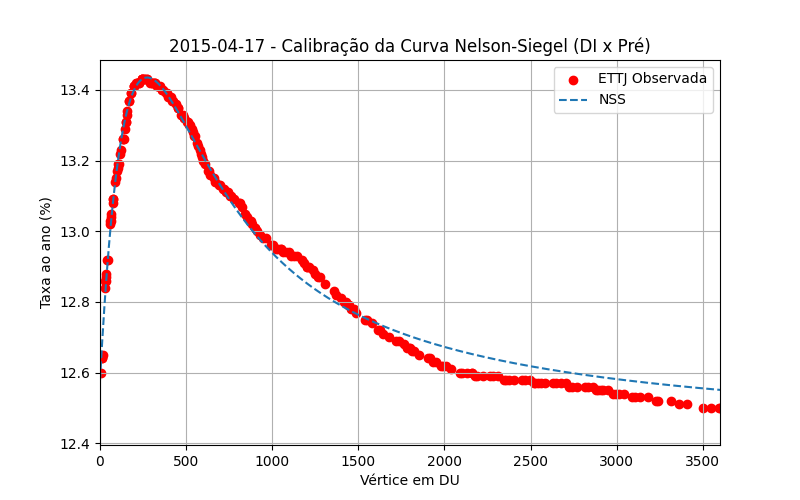 2015-04-17 - Calibração da Curva Nelson-Siegel (DI x Pré)
ETTJ Observada
NSS
Taxa ao ano (%)
13.4
13.2
13.0
12.8
12.6
12.4
0 500 1000 1500 2000 2500 3000 3500
Vértice em DU